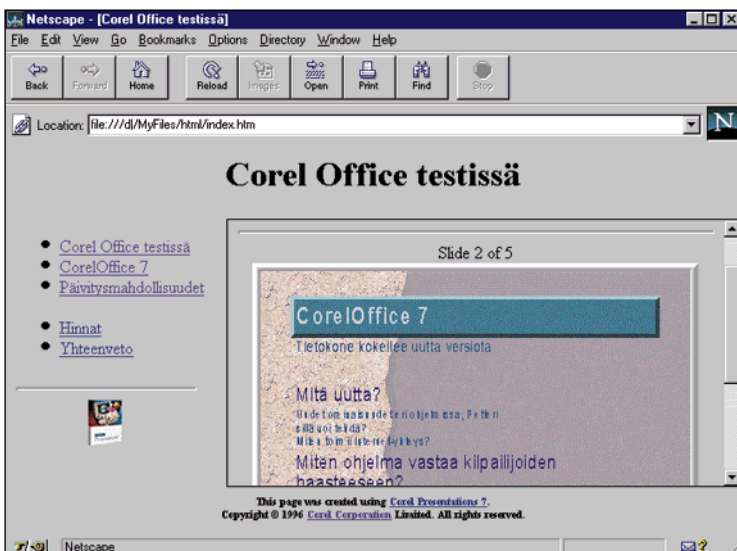 Netscape - [Corel Office testissä]
File Edit View Go Bookmarks Options Directory Window Help
Back Forward Home Reload Images Open Print Find Stop
Location: file:///d|/MyFiles/html/index.htm
N
Corel Office testissä
Corel Office testissä
CorelOffice 7
Päivitysmahdollisuudet
Hinnat
Yhteenveto
Slide 2 of 5
CorelOffice 7
Tietokone kokeilee uutta versiota
Mitä uutta?
Miten ohjelma vastaa kilpailijoiden
haasteeseen?
This page was created using Corel Presentations 7.
Copyright © 1996 Corel Corporation Limited. All rights reserved.
Netscape